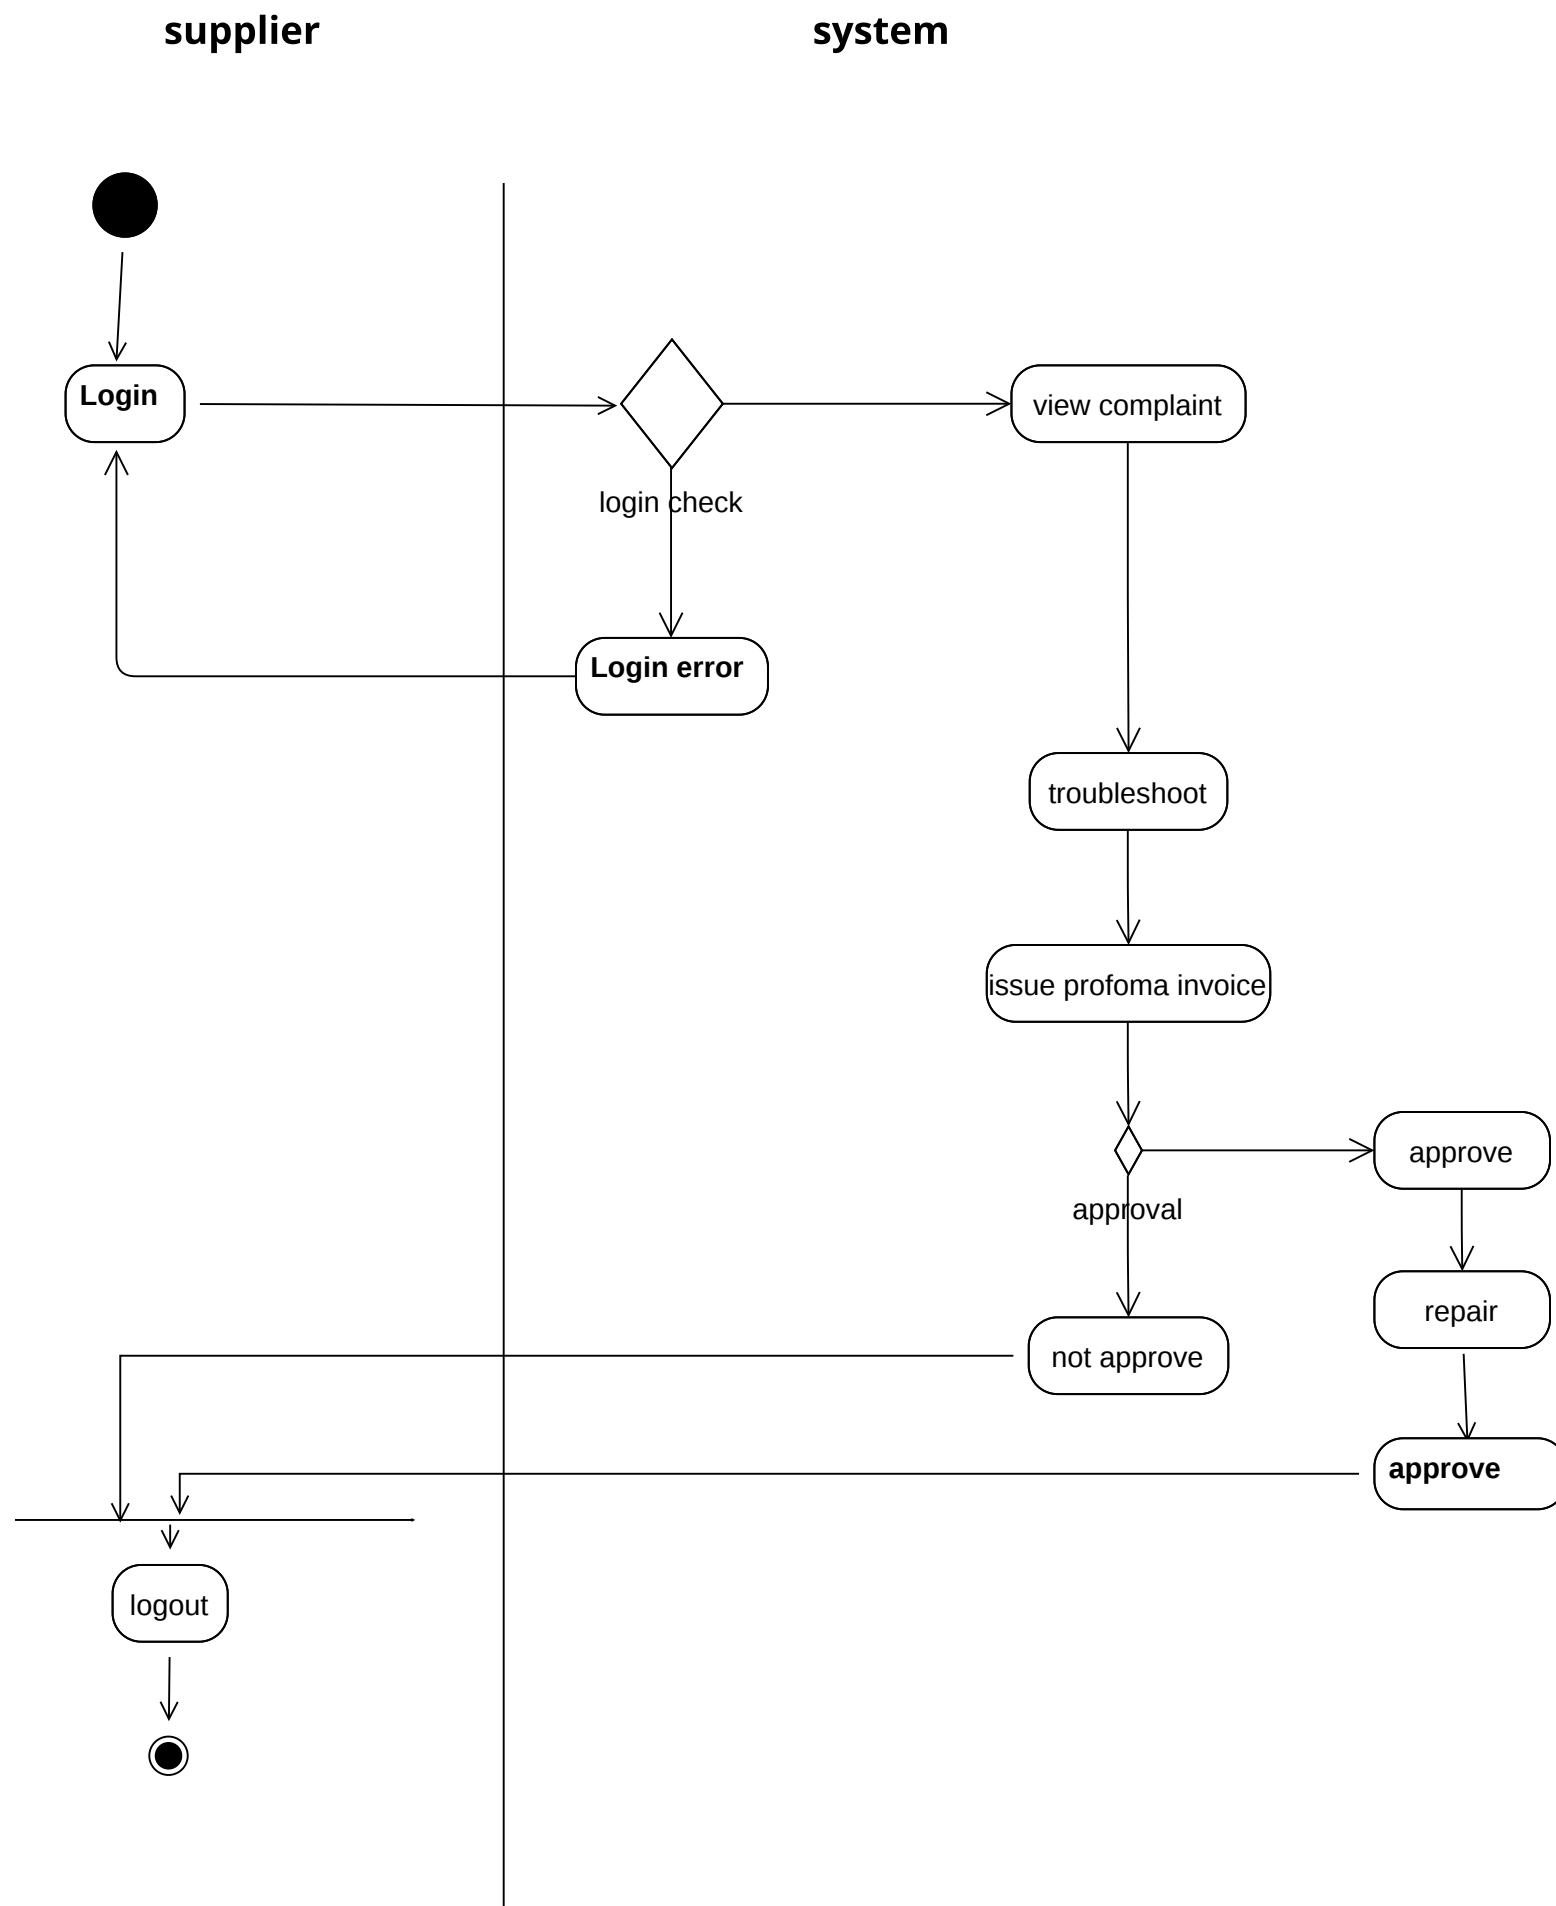 supplier
system
Login
view complaint
login check
Login error
troubleshoot
issue profoma invoice
approve
approval
repair
not approve
approve
logout